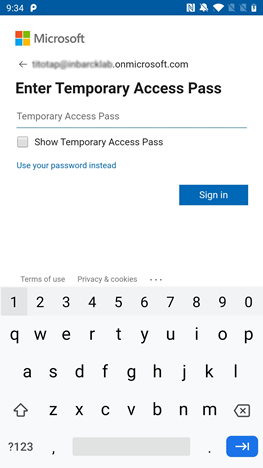 9:34
Microsoft
.onmicrosoft.com
Enter Temporary Access Pass
Temporary Access Pass
Show Temporary Access Pass
Use your password instead
Sign in
Terms of use Privacy & cookies ...
1 2 3 4 5 6 7 8 9 0
q w e r t y u i o p
a s d f g h j k l
z x c v b n m
?123 , .